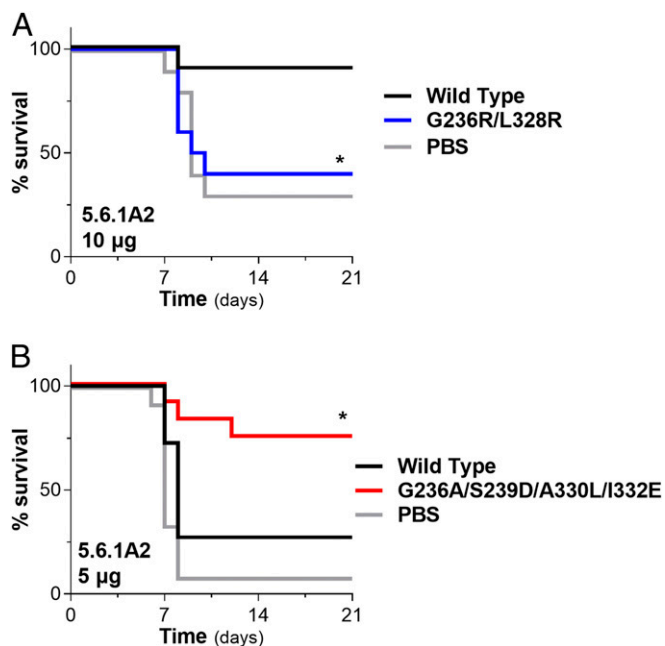 A
% survival
100
50
0
5.6.1A2
10 µg
0 7 14 21
Time (days)
Wild Type
G236R/L328R
PBS
*
B
% survival
100
50
0
5.6.1A2
5 µg
0 7 14 21
Time (days)
Wild Type
G236A/S239D/A330L/I332E
PBS
*